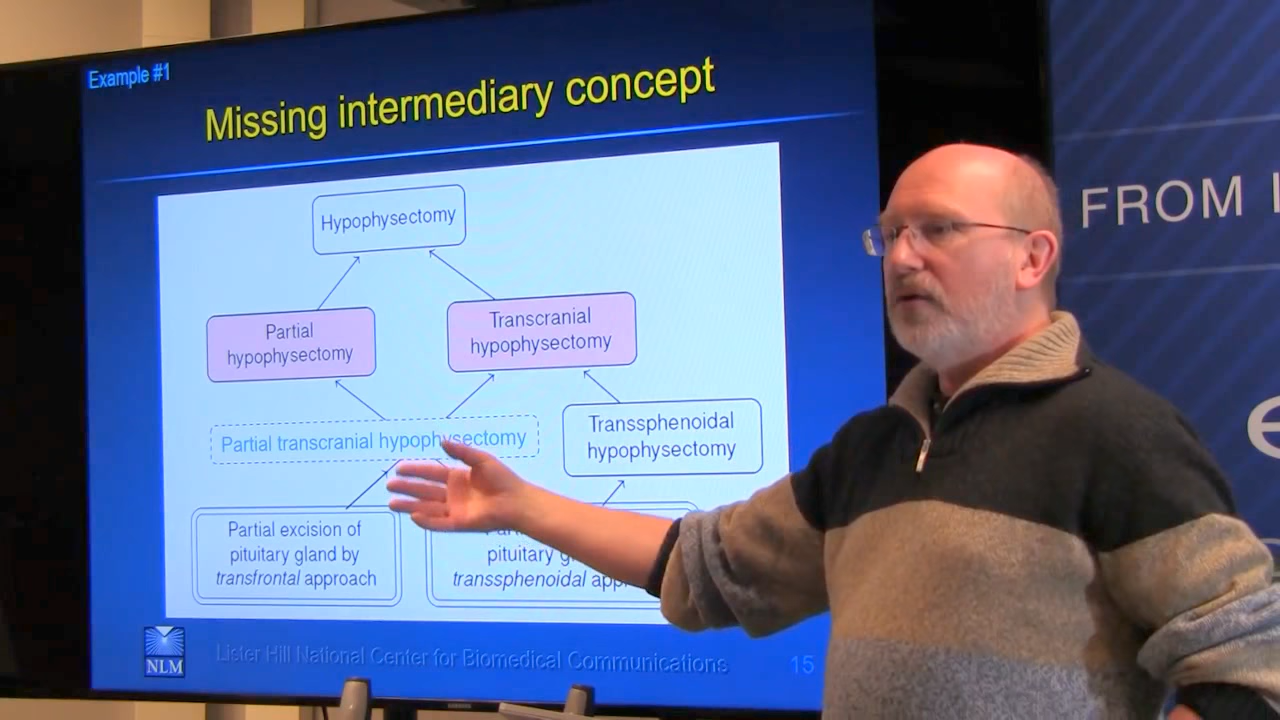 Example #1
Missing intermediary concept
FROM
Hypophysectomy
Partial
hypophysectomy
Transcranial
hypophysectomy
Partial transcranial hypophysectomy
Transsphenoidal
hypophysectomy
Partial excision of
pituitary gland by
transfrontal approach
pituitary
transsphenoidal
NLM
Lister Hill National Center for Biomedical Communications
15